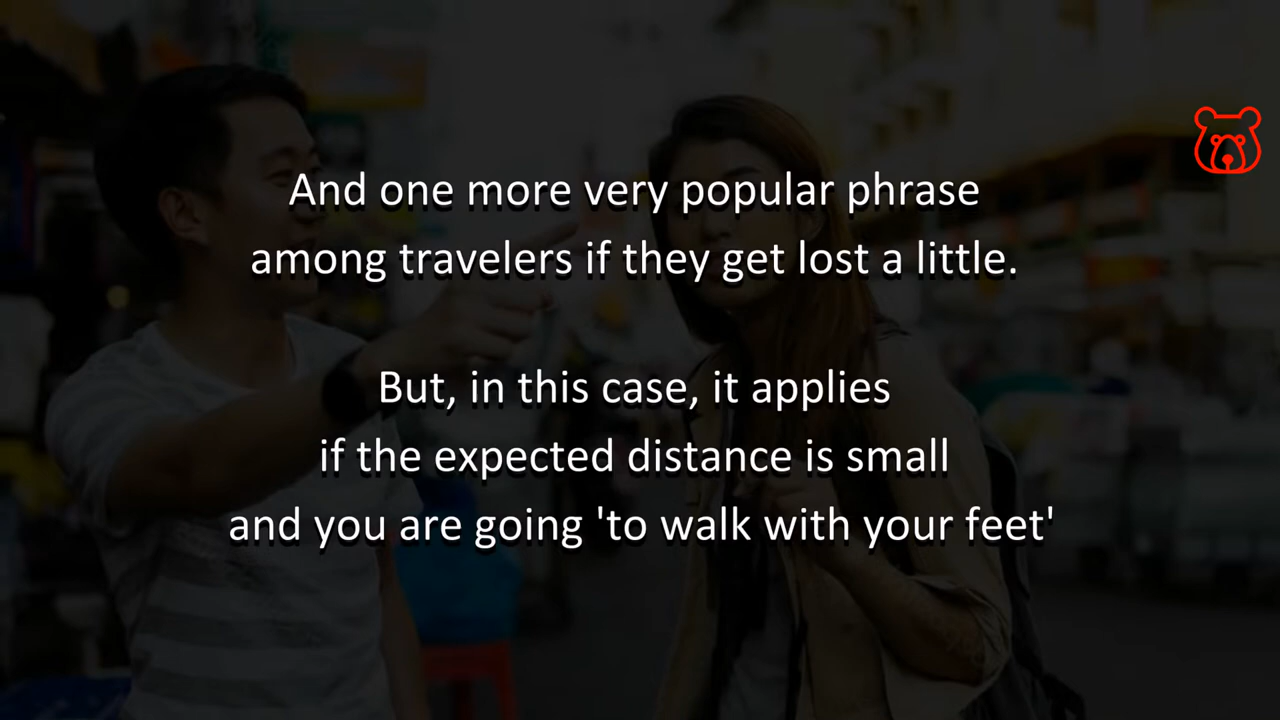 And one more very popular phrase
among travelers if they get lost a little.
But, in this case, it applies
if the expected distance is small
and you are going 'to walk with your feet'